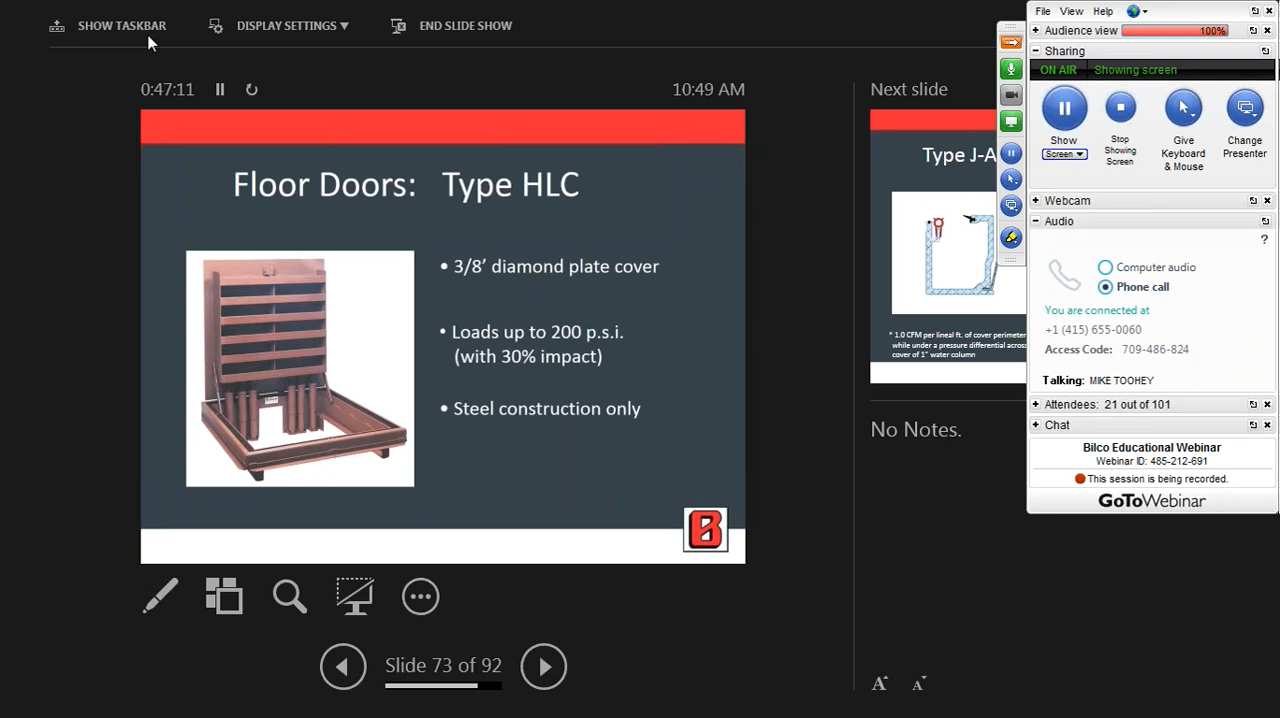 SHOW TASKBAR
DISPLAY SETTINGS ▼
END SLIDE SHOW
0:47:11
10:49 AM
Floor Doors: Type HLC
• 3/8’ diamond plate cover
• Loads up to 200 p.s.i.
(with 30% impact)
• Steel construction only
B
Slide 73 of 92
Next slide
Type J-A
* 1.0 CFM per lineal ft. of cover perimeter
while under a pressure differential across
cover of 1" water column
No Notes.
A
A
File View Help
Audience view 100%
Sharing
ON AIR Showing screen
Show
Screen
Stop
Showing
Screen
Give
Keyboard
& Mouse
Change
Presenter
Webcam
Audio
?
Computer audio
Phone call
You are connected at
+1 (415) 655-0060
Access Code: 709-486-824
Talking: MIKE TOOHEY
Attendees: 21 out of 101
Chat
Bilco Educational Webinar
Webinar ID: 485-212-691
This session is being recorded.
GoToWebinar